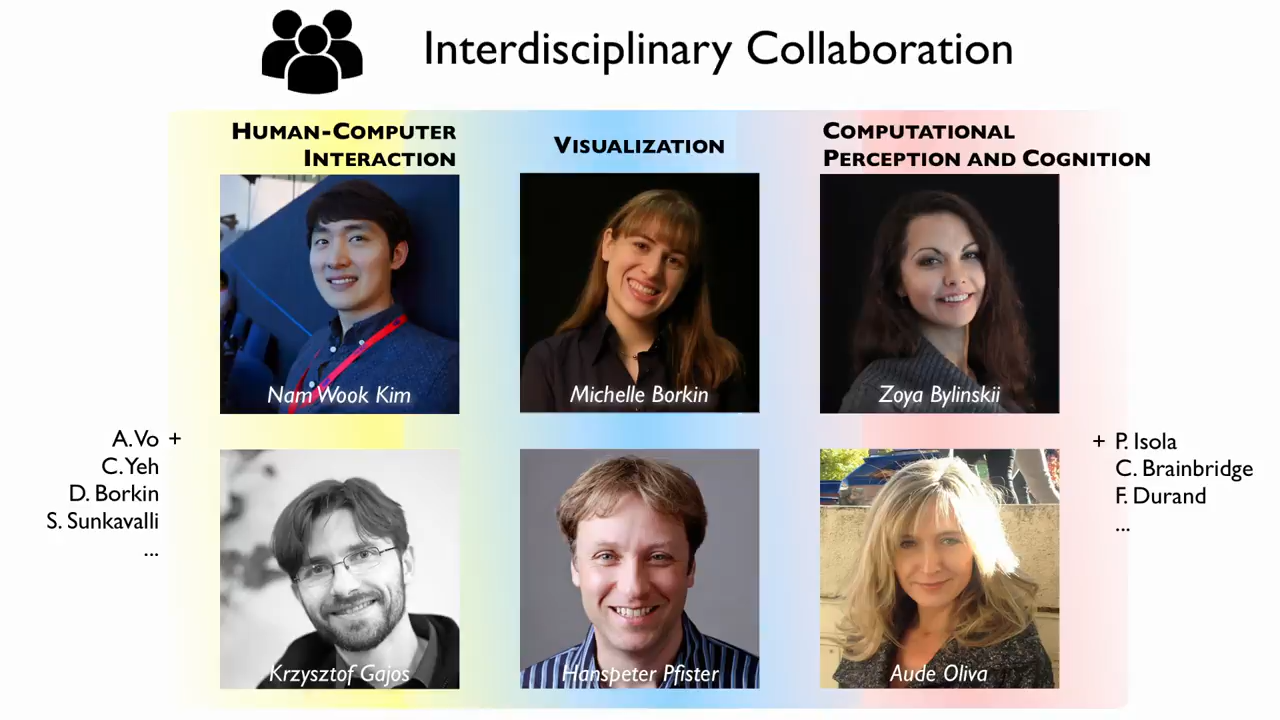 Interdisciplinary Collaboration
HUMAN-COMPUTER
INTERACTION
VISUALIZATION
COMPUTATIONAL
PERCEPTION AND COGNITION
Nam Wook Kim
Michelle Borkin
Zoya Bylinskii
A. Vo +
C. Yeh
D. Borkin
S. Sunkavalli
...
+ P. Isola
C. Brainbridge
F. Durand
...
Krzysztof Gajos
Hanspeter Pfister
Aude Oliva